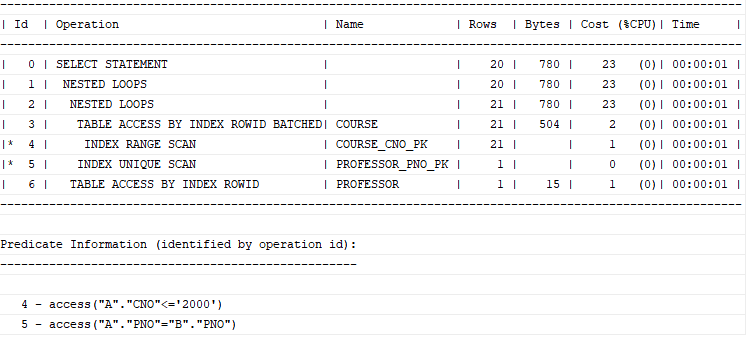 --------------------------------------------------------------------------------------------------------
| Id  | Operation                             | Name            | Rows  | Bytes | Cost (%CPU)| Time     |
--------------------------------------------------------------------------------------------------------
|   0 | SELECT STATEMENT                      |                 |    20 |   780 |    23   (0)| 00:00:01 |
|   1 |  NESTED LOOPS                         |                 |    20 |   780 |    23   (0)| 00:00:01 |
|   2 |   NESTED LOOPS                        |                 |    21 |   780 |    23   (0)| 00:00:01 |
|   3 |    TABLE ACCESS BY INDEX ROWID BATCHED| COURSE          |    21 |   504 |     2   (0)| 00:00:01 |
|*  4 |     INDEX RANGE SCAN                  | COURSE_CNO_PK   |    21 |       |     1   (0)| 00:00:01 |
|*  5 |    INDEX UNIQUE SCAN                  | PROFESSOR_PNO_PK |     1 |       |     0   (0)| 00:00:01 |
|   6 |   TABLE ACCESS BY INDEX ROWID         | PROFESSOR       |     1 |    15 |     1   (0)| 00:00:01 |
--------------------------------------------------------------------------------------------------------
Predicate Information (identified by operation id):
---------------------------------------------------
   4 - access("A"."CNO"<='2000')
   5 - access("A"."PNO"="B"."PNO")